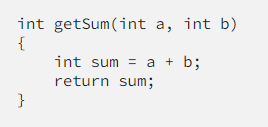 int getSum(int a, int b)
{
    int sum = a + b;
    return sum;
}